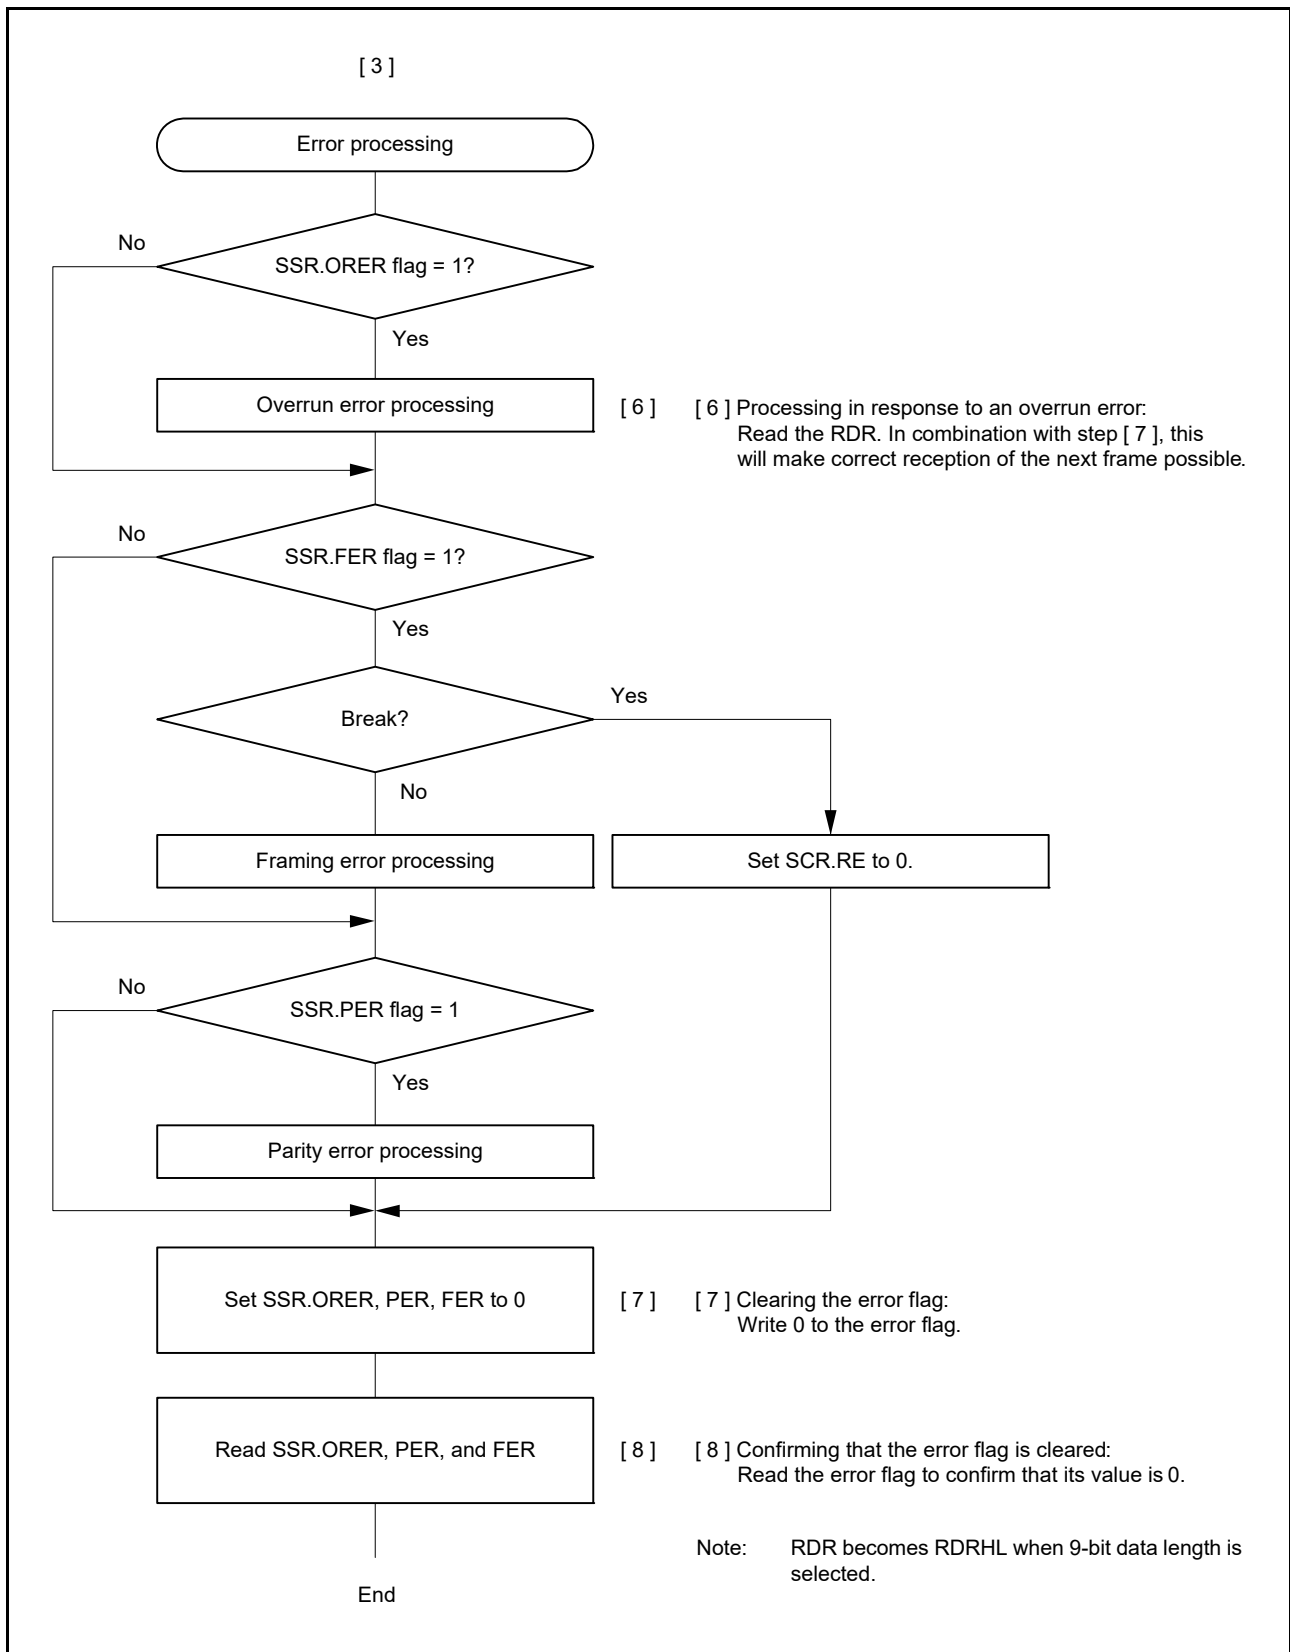 [ 3 ]
Error processing
No
SSR.ORER flag = 1?
Yes
Overrun error processing
[ 6 ]
[ 6 ] Processing in response to an overrun error:
Read the RDR. In combination with step [ 7 ], this
will make correct reception of the next frame possible.
No
SSR.FER flag = 1?
Yes
Break?
Yes
No
Framing error processing
Set SCR.RE to 0.
No
SSR.PER flag = 1
Yes
Parity error processing
Set SSR.ORER, PER, FER to 0
[ 7 ]
[ 7 ] Clearing the error flag:
Write 0 to the error flag.
Read SSR.ORER, PER, and FER
[ 8 ]
[ 8 ] Confirming that the error flag is cleared:
Read the error flag to confirm that its value is 0.
Note: RDR becomes RDRHL when 9-bit data length is
selected.
End